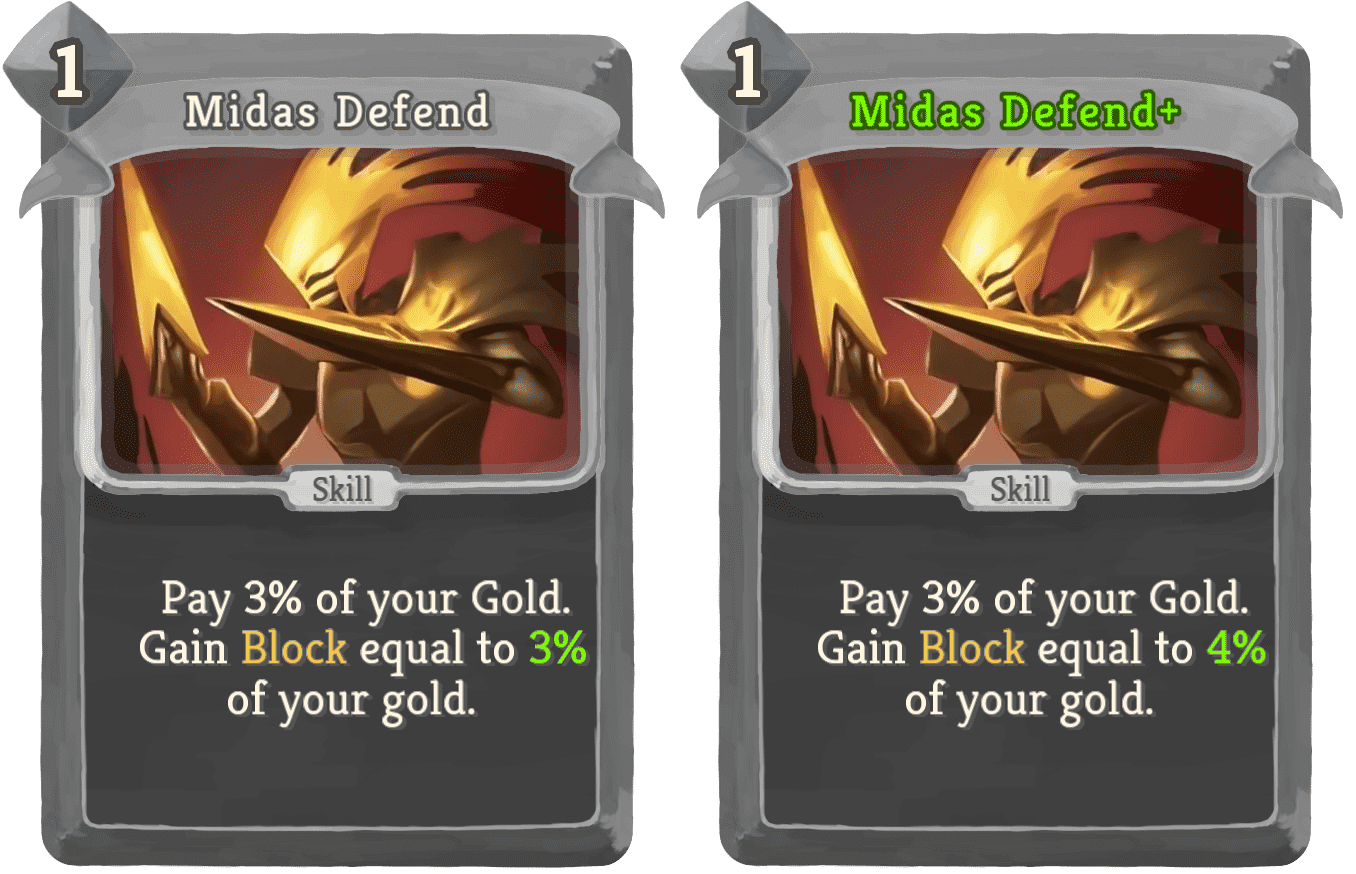 1
Midas Defend
Skill
Pay 3% of your Gold.
Gain Block equal to 3%
of your gold.
1
Midas Defend+
Skill
Pay 3% of your Gold.
Gain Block equal to 4%
of your gold.